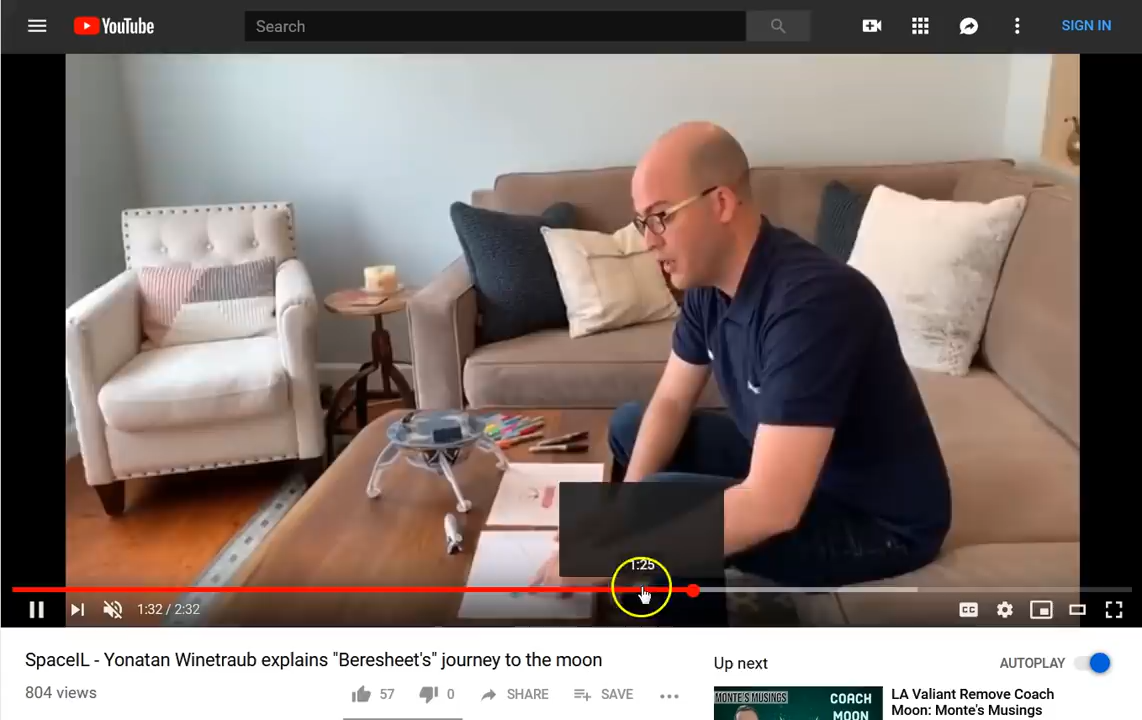 YouTube
Search
SIGN IN
1:25
1:32 / 2:32
CC
SpaceIL - Yonatan Winetraub explains "Beresheet's" journey to the moon
804 views
57
0
SHARE
SAVE
Up next
AUTOPLAY
MONTE'S MUSINGS
COACH
MOON
LA Valiant Remove Coach
Moon: Monte's Musings